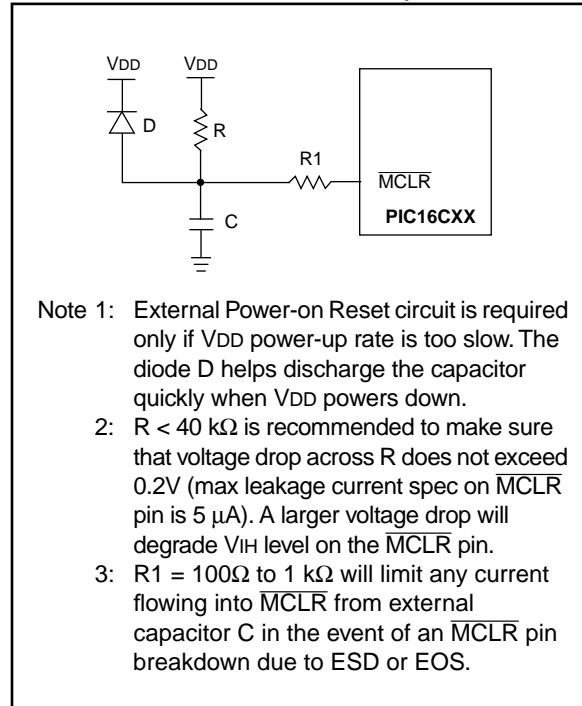 VDD VDD
D R
R1
MCLR
PIC16CXX
C
Note 1: External Power-on Reset circuit is required
only if VDD power-up rate is too slow. The
diode D helps discharge the capacitor
quickly when VDD powers down.
2: R < 40 kΩ is recommended to make sure
that voltage drop across R does not exceed
0.2V (max leakage current spec on MCLR
pin is 5 μA). A larger voltage drop will
degrade VIH level on the MCLR pin.
3: R1 = 100Ω to 1 kΩ will limit any current
flowing into MCLR from external
capacitor C in the event of an MCLR pin
breakdown due to ESD or EOS.